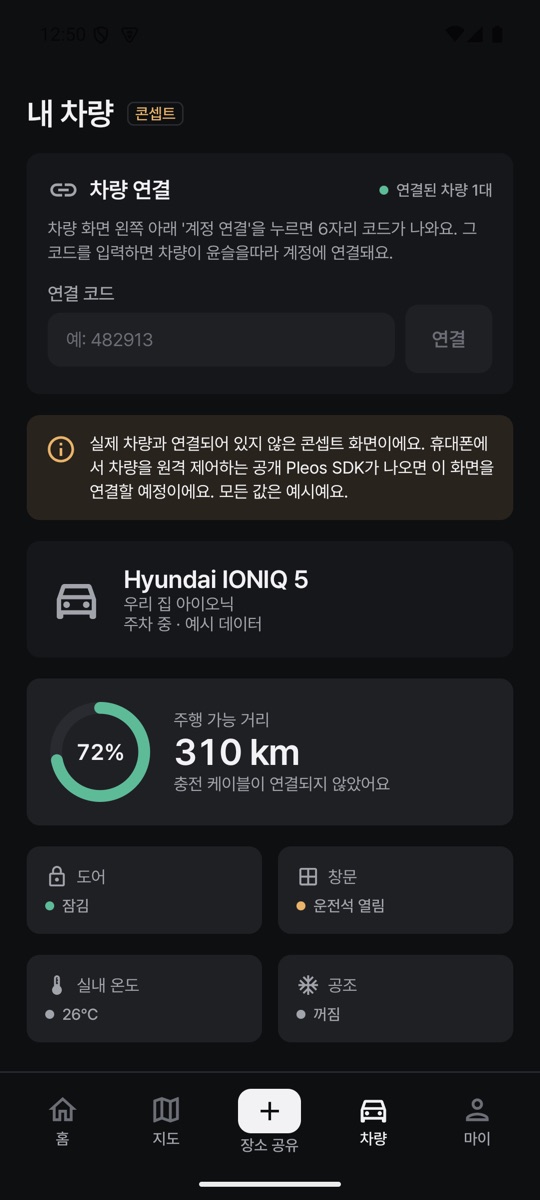 12:50
내 차량 콘셉트
차량 연결
연결된 차량 1대
차량 화면 왼쪽 아래 '계정 연결'을 누르면 6자리 코드가 나와요. 그
코드를 입력하면 차량이 윤슬을따라 계정에 연결돼요.
연결 코드
예: 482913
연결
실제 차량과 연결되어 있지 않은 콘셉트 화면이에요. 휴대폰에
서 차량을 원격 제어하는 공개 Pleos SDK가 나오면 이 화면을
연결할 예정이에요. 모든 값은 예시예요.
Hyundai IONIQ 5
우리 집 아이오닉
주차 중 · 예시 데이터
72%
주행 가능 거리
310 km
충전 케이블이 연결되지 않았어요
도어
잠김
창문
운전석 열림
실내 온도
26°C
공조
꺼짐
홈
지도
장소 공유
차량
마이